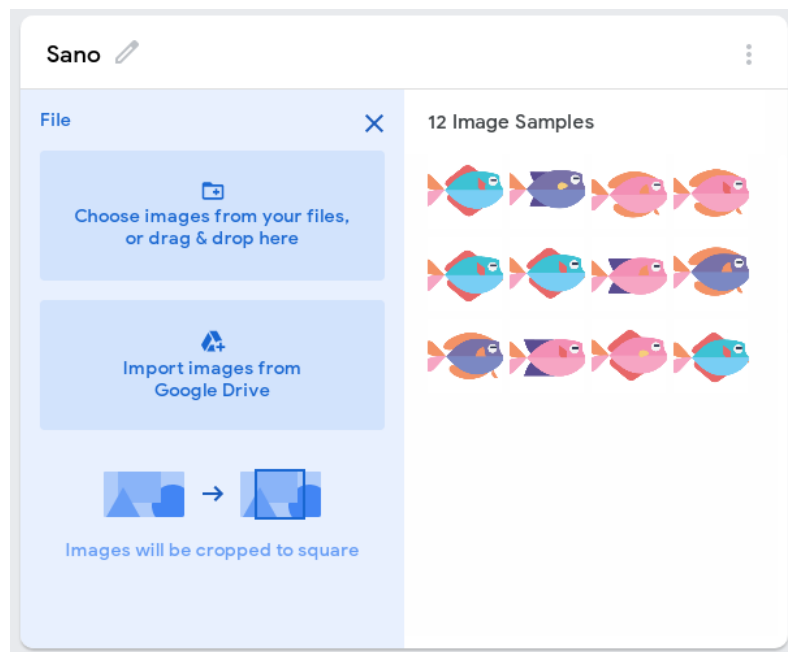 Sano
File
12 Image Samples
Choose images from your files,
or drag & drop here
Import images from
Google Drive
Images will be cropped to square